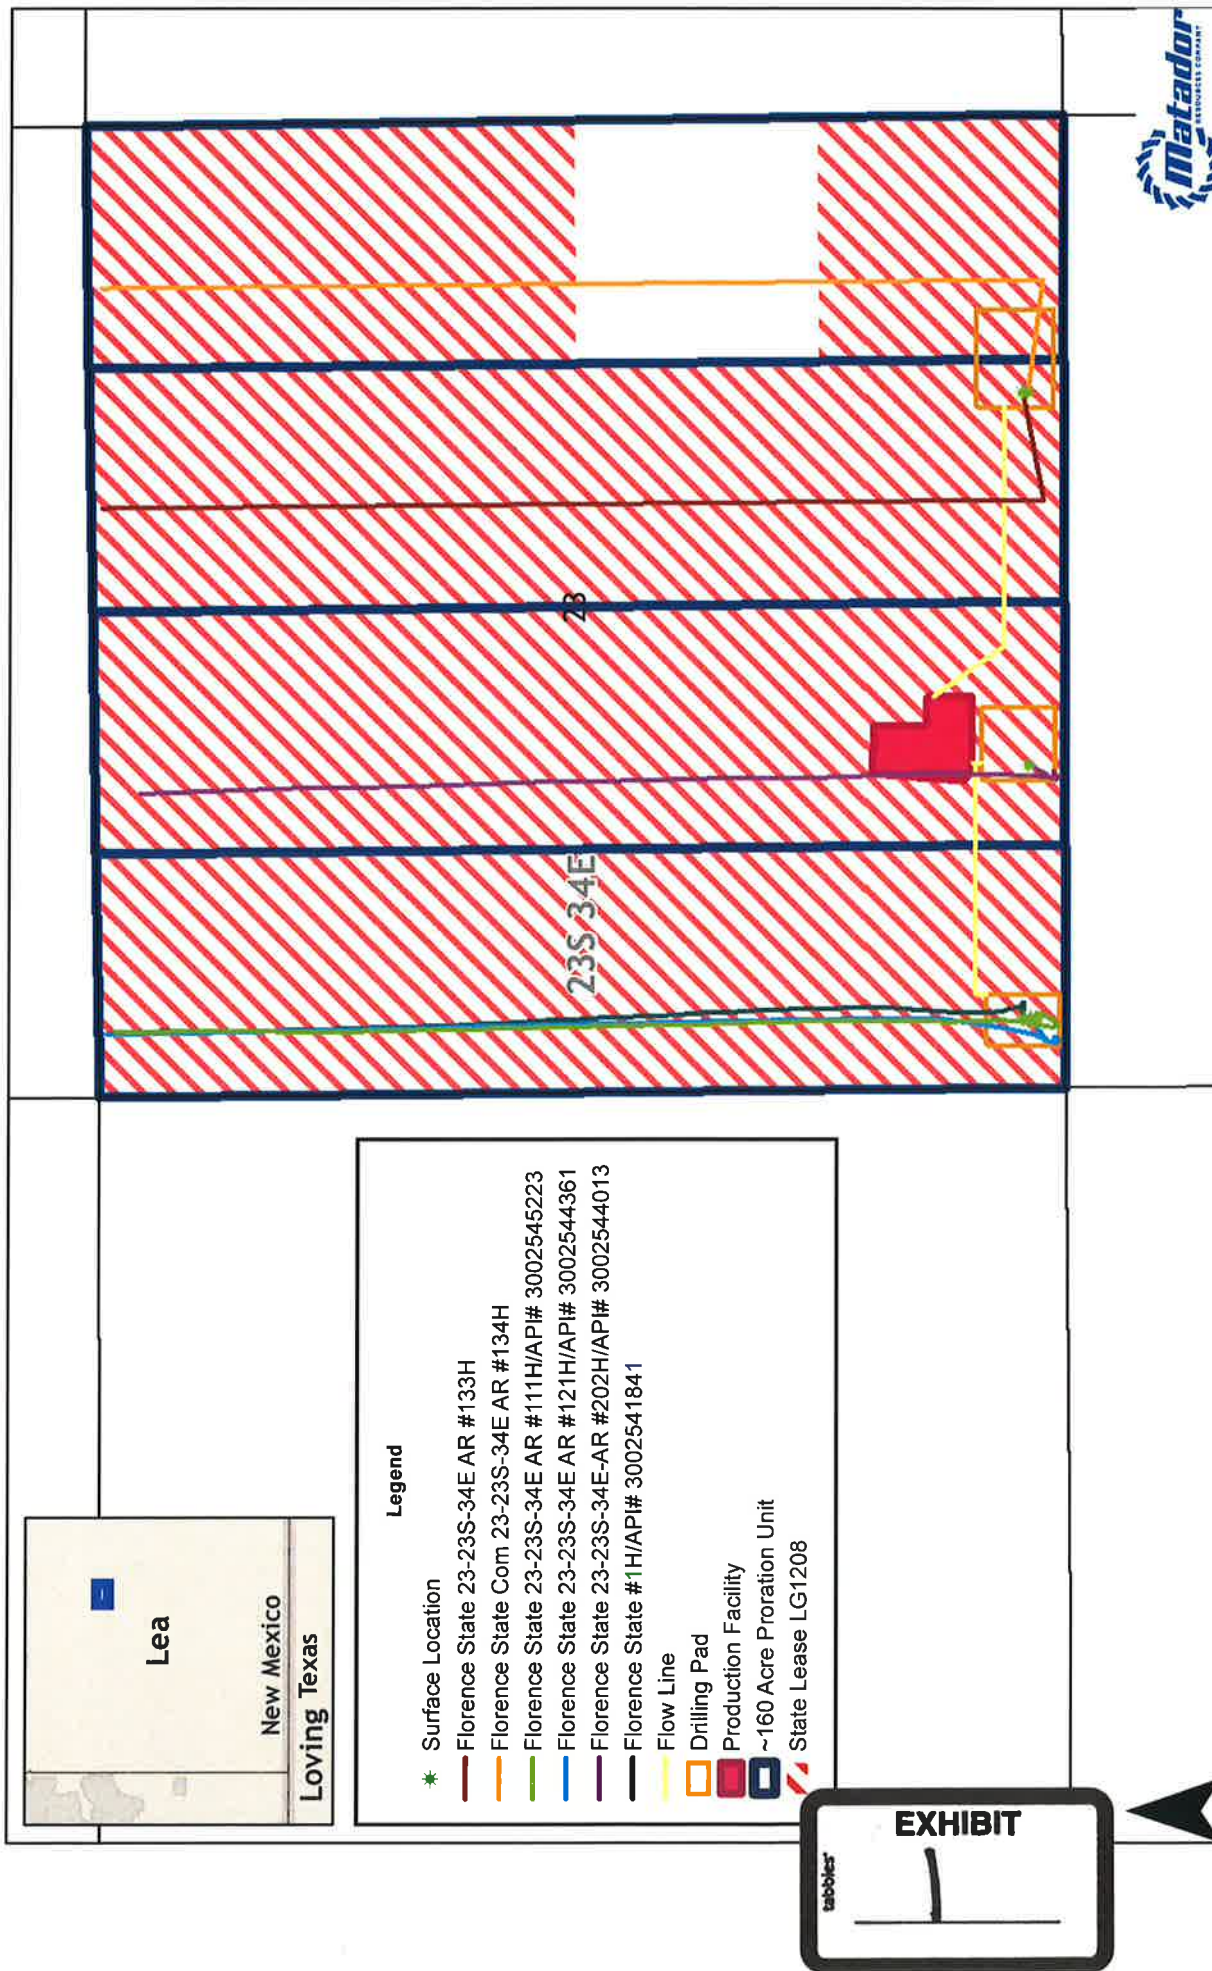 Lea
New Mexico
Loving Texas
Legend
Surface Location
Florence State 23-23S-34E AR #133H
Florence State Com 23-23S-34E AR #134H
Florence State 23-23S-34E AR #111H/API# 3002545223
Florence State 23-23S-34E AR #121H/API# 3002544361
Florence State 23-23S-34E-AR #202H/API# 3002544013
Florence State #1H/API# 3002541841
Flow Line
Drilling Pad
Production Facility
~160 Acre Proration Unit
State Lease LG1208
23S 34E
23
Matador
RESOURCES COMPANY
tabbies'
EXHIBIT
1